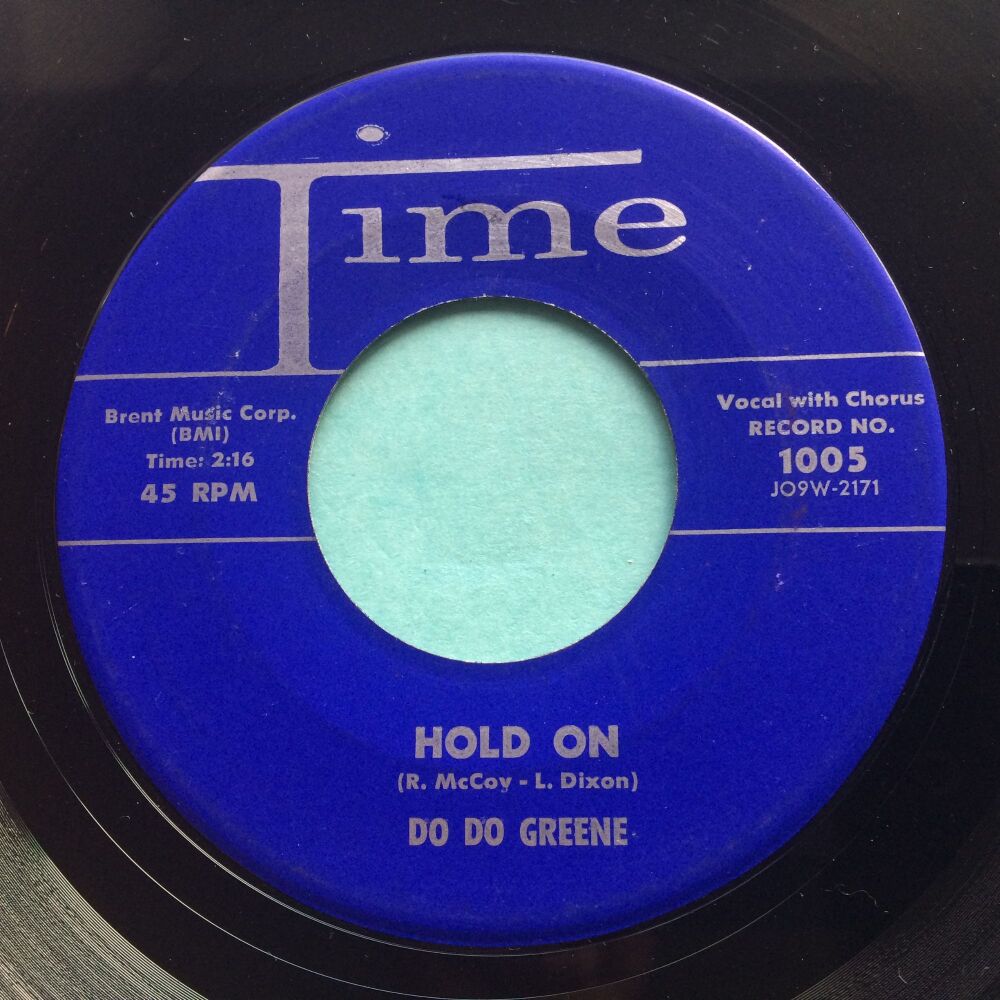 Time
Brent Music Corp.
(BMI)
Time: 2:16
45 RPM
Vocal with Chorus
RECORD NO.
1005
JO9W-2171
HOLD ON
(R. McCoy - L. Dixon)
DO DO GREENE